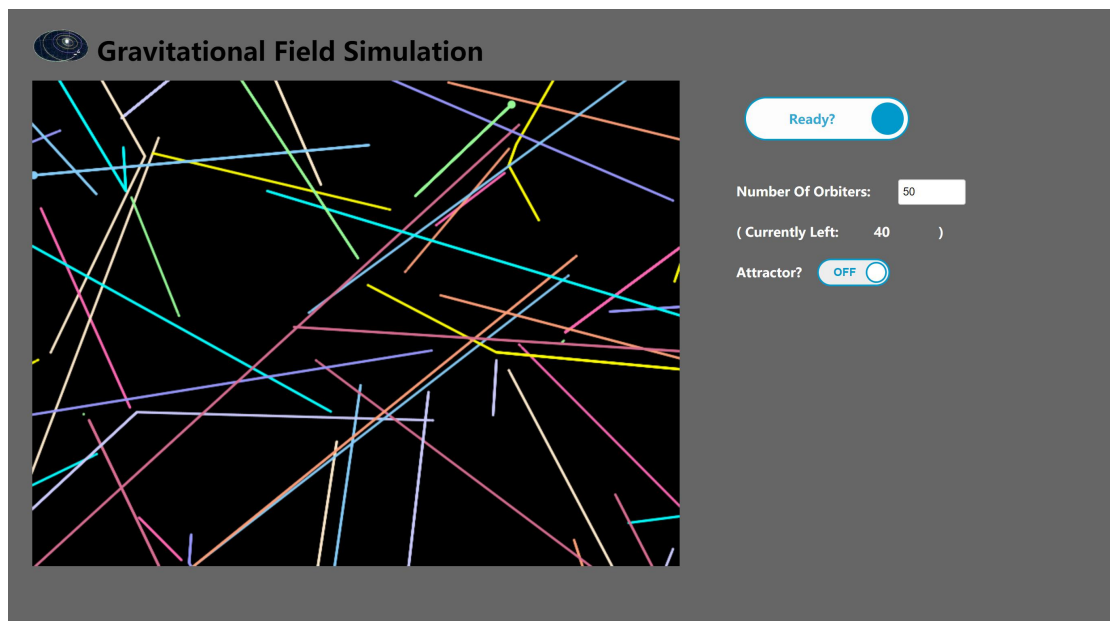 Gravitational Field Simulation
Ready?
Number Of Orbiters: 50
( Currently Left: 40 )
Attractor? OFF